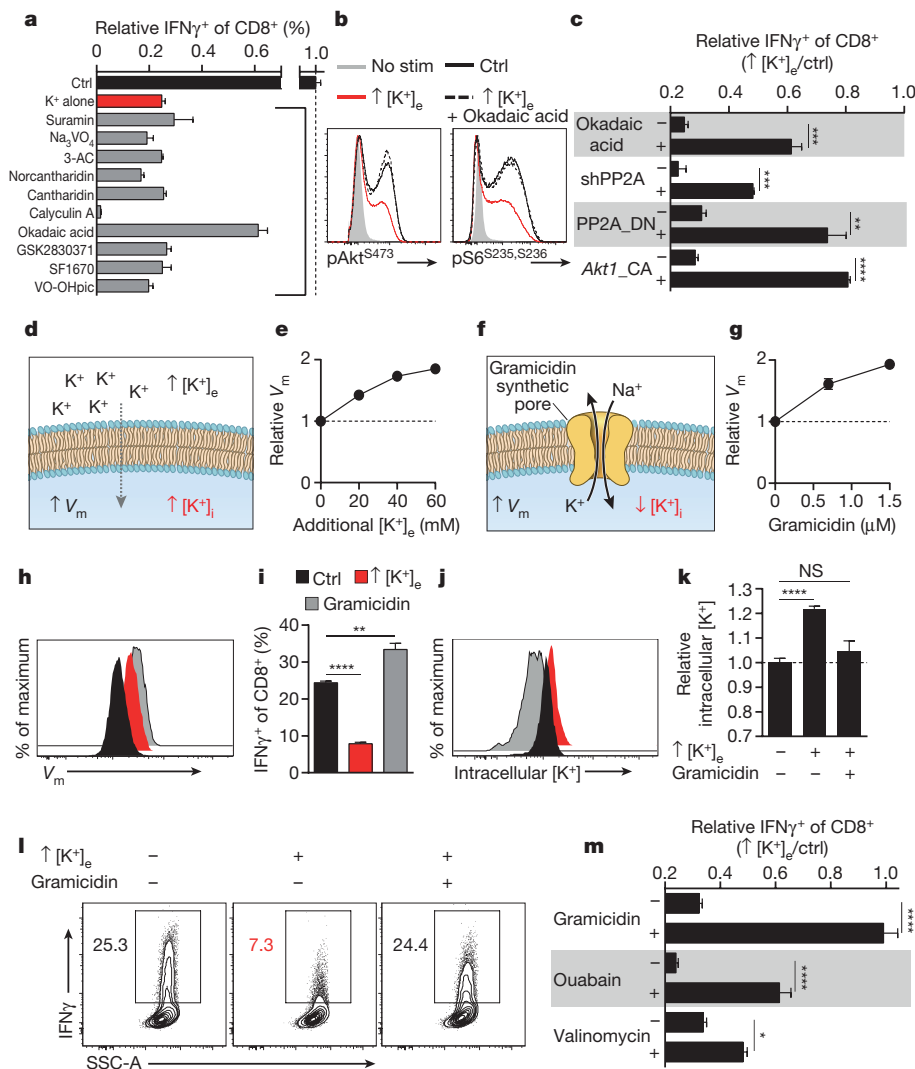 a
Relative IFNγ⁺ of CD8⁺ (%)
0 0.2 0.4 0.6 1.0
Ctrl
K⁺ alone
Suramin
Na₃VO₄
3-AC
Norcantharidin
Cantharidin
Calyculin A
Okadaic acid
GSK2830371
SF1670
VO-OHpic
b
No stim Ctrl
↑ [K⁺]ₑ ↑ [K⁺]ₑ
+ Okadaic acid
pAkt^S473 pS6^S235,S236
c
Relative IFNγ⁺ of CD8⁺
(↑ [K⁺]ₑ/ctrl)
0.2 0.4 0.6 0.8
Okadaic acid − +
***
shPP2A − +
***
PP2A_DN − +
**
Akt1_CA − +
****
d
K⁺ K⁺ K⁺ K⁺ K⁺ K⁺
↑ [K⁺]ₑ
↑ Vₘ ↑ [K⁺]ᵢ
e
Relative Vₘ
2
1
0
0 20 40 60
Additional [K⁺]ₑ (mM)
f
Gramicidin
synthetic
pore
Na⁺
K⁺
↑ Vₘ ↓ [K⁺]ᵢ
g
Relative Vₘ
2
1
0
0 0.5 1.0 1.5
Gramicidin (μM)
h
% of maximum
Vₘ
i
Ctrl ↑ [K⁺]ₑ
Gramicidin
IFNγ⁺ of CD8⁺ (%)
40
30
20
10
0
**
****
j
% of maximum
Intracellular [K⁺]
k
Relative
intracellular [K⁺]
1.3
1.2
1.1
1.0
0.9
0.8
0.7
NS
****
↑ [K⁺]ₑ − + +
Gramicidin − − +
l
↑ [K⁺]ₑ − + +
Gramicidin − − +
25.3 7.3 24.4
IFNγ
SSC-A
m
Relative IFNγ⁺ of CD8⁺
(↑ [K⁺]ₑ/ctrl)
0.2 0.4 0.6 0.8 1.0
Gramicidin − +
****
Ouabain − +
****
Valinomycin − +
*